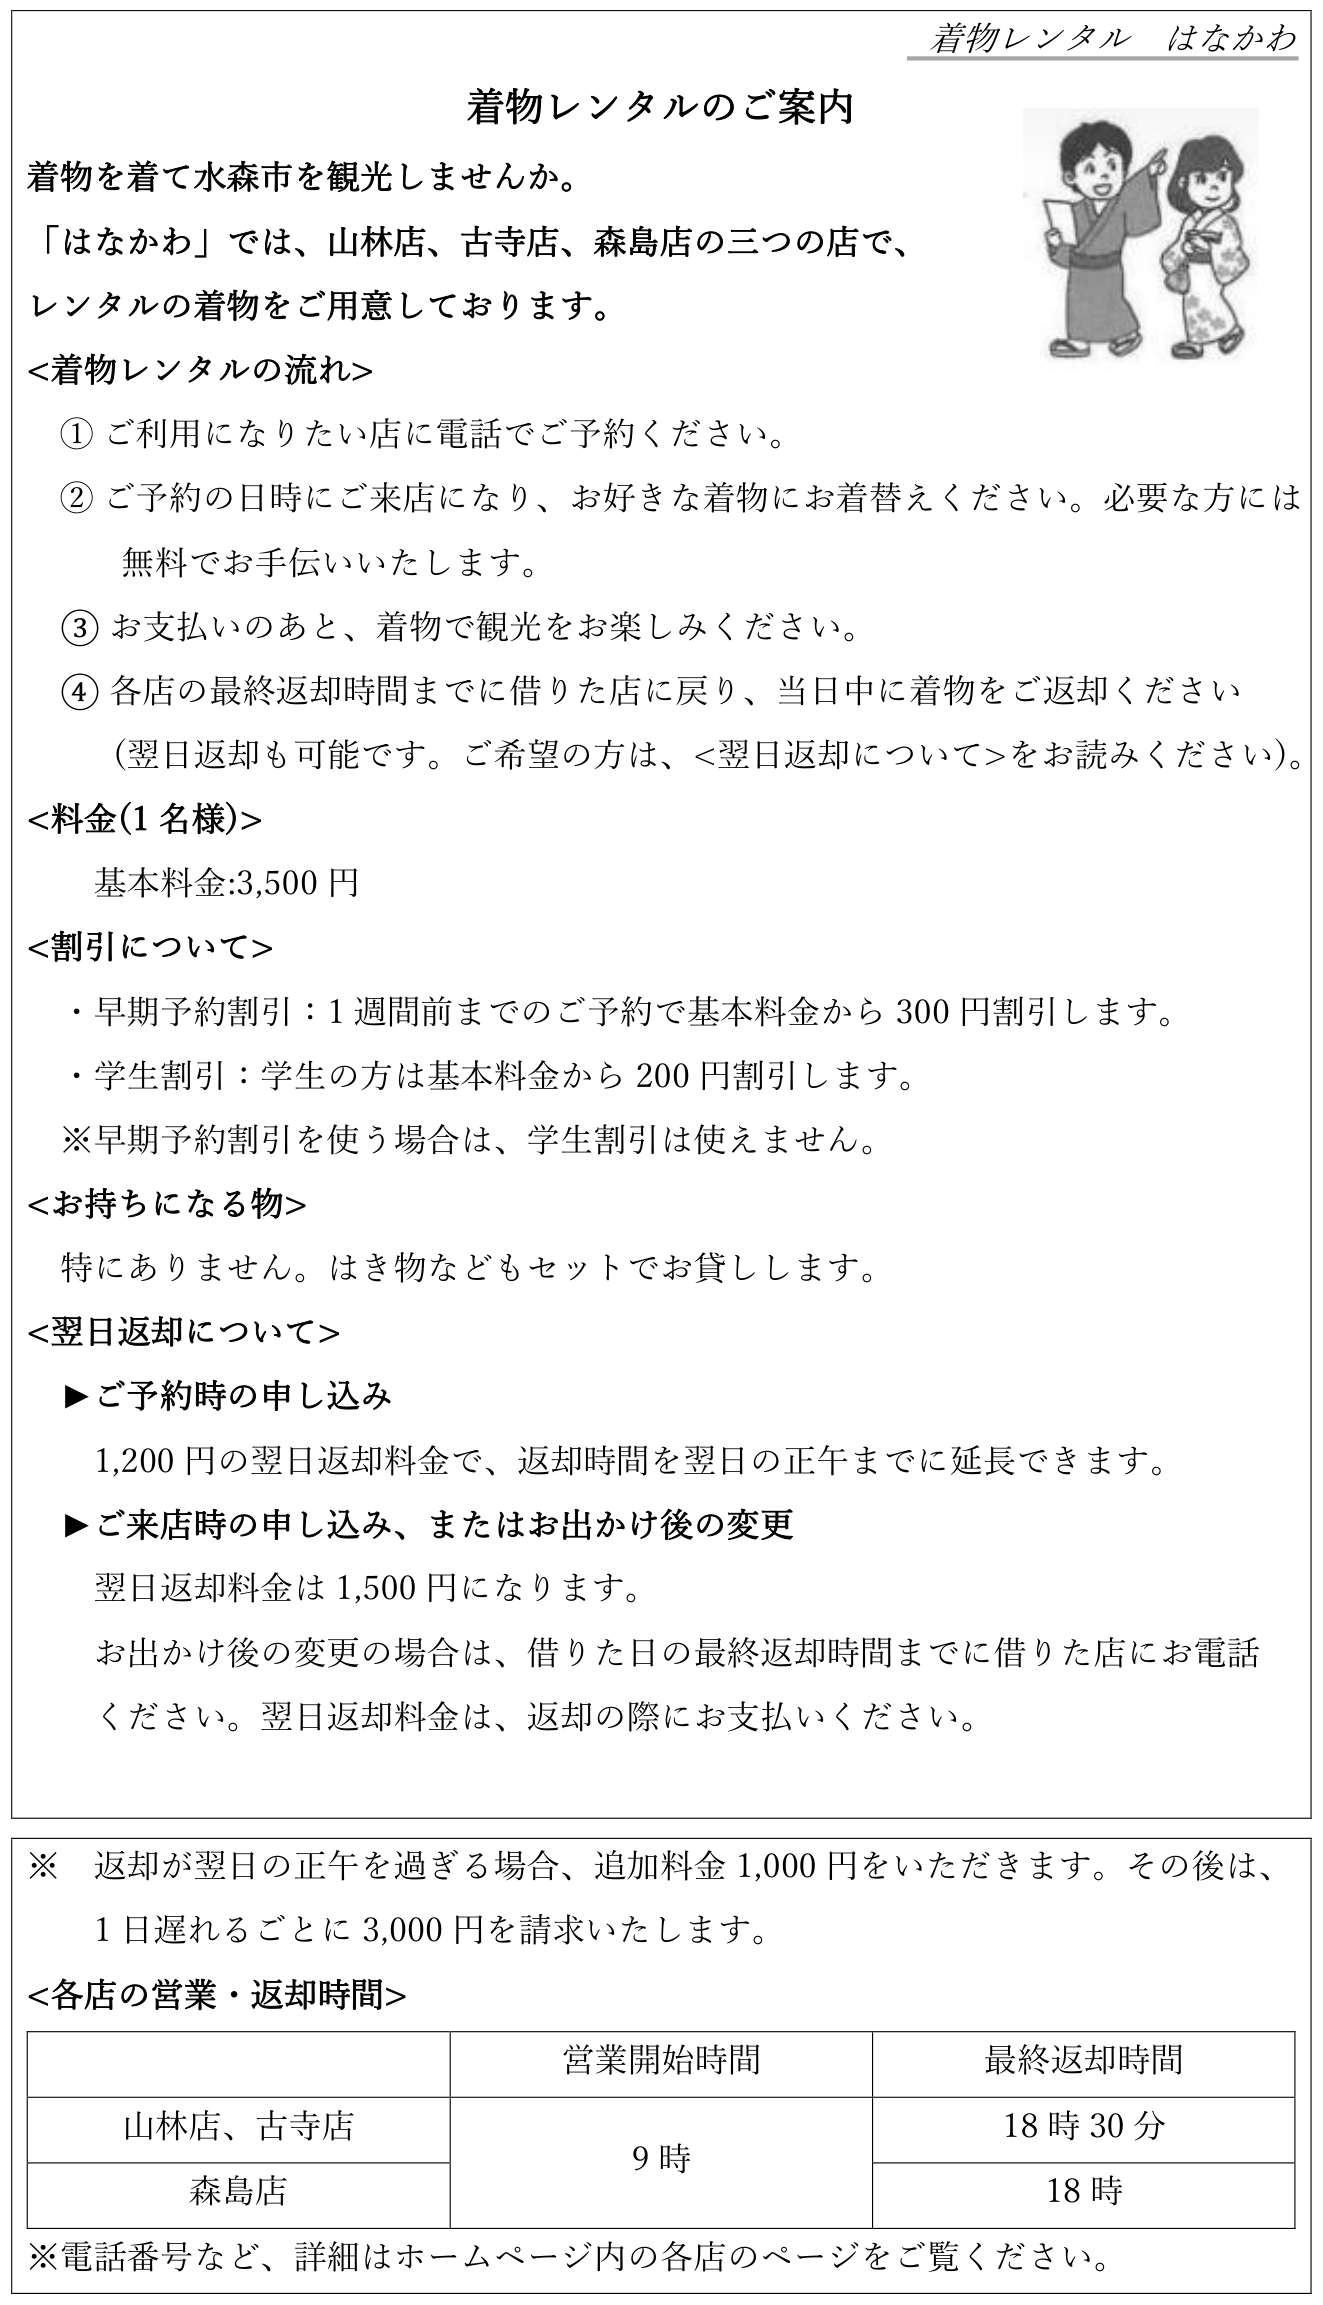 着物レンタル　はなかわ
着物レンタルのご案内
着物を着て水森市を観光しませんか。
「はなかわ」では、山林店、古寺店、森島店の三つの店で、
レンタルの着物をご用意しております。
<着物レンタルの流れ>
① ご利用になりたい店に電話でご予約ください。
② ご予約の日時にご来店になり、お好きな着物にお着替えください。必要な方には
無料でお手伝いいたします。
③ お支払いのあと、着物で観光をお楽しみください。
④ 各店の最終返却時間までに借りた店に戻り、当日中に着物をご返却ください
(翌日返却も可能です。ご希望の方は、<翌日返却について>をお読みください)。
<料金(1 名様)>
基本料金:3,500 円
<割引について>
・早期予約割引：1 週間前までのご予約で基本料金から 300 円割引します。
・学生割引：学生の方は基本料金から 200 円割引します。
※早期予約割引を使う場合は、学生割引は使えません。
<お持ちになる物>
特にありません。はき物などもセットでお貸しします。
<翌日返却について>
►ご予約時の申し込み
1,200 円の翌日返却料金で、返却時間を翌日の正午までに延長できます。
►ご来店時の申し込み、またはお出かけ後の変更
翌日返却料金は 1,500 円になります。
お出かけ後の変更の場合は、借りた日の最終返却時間までに借りた店にお電話
ください。翌日返却料金は、返却の際にお支払いください。
※　返却が翌日の正午を過ぎる場合、追加料金 1,000 円をいただきます。その後は、
1 日遅れるごとに 3,000 円を請求いたします。
<各店の営業・返却時間>
営業開始時間 最終返却時間
山林店、古寺店 18 時 30 分
9 時
森島店 18 時
※電話番号など、詳細はホームページ内の各店のページをご覧ください。